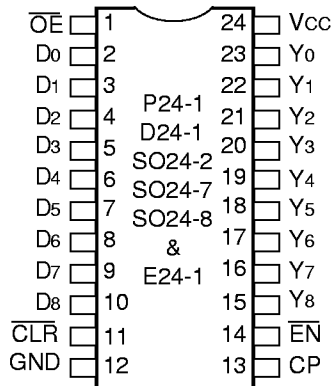 O̅E̅ 1 24 Vcc
D0 2 23 Y0
D1 3 22 Y1
D2 4 P24-1 21 Y2
D3 5 D24-1 20 Y3
D4 6 SO24-2 19 Y4
D5 7 SO24-7 18 Y5
D6 8 SO24-8 17 Y6
D7 9 & 16 Y7
D8 10 E24-1 15 Y8
C̅L̅R̅ 11 14 E̅N̅
GND 12 13 CP